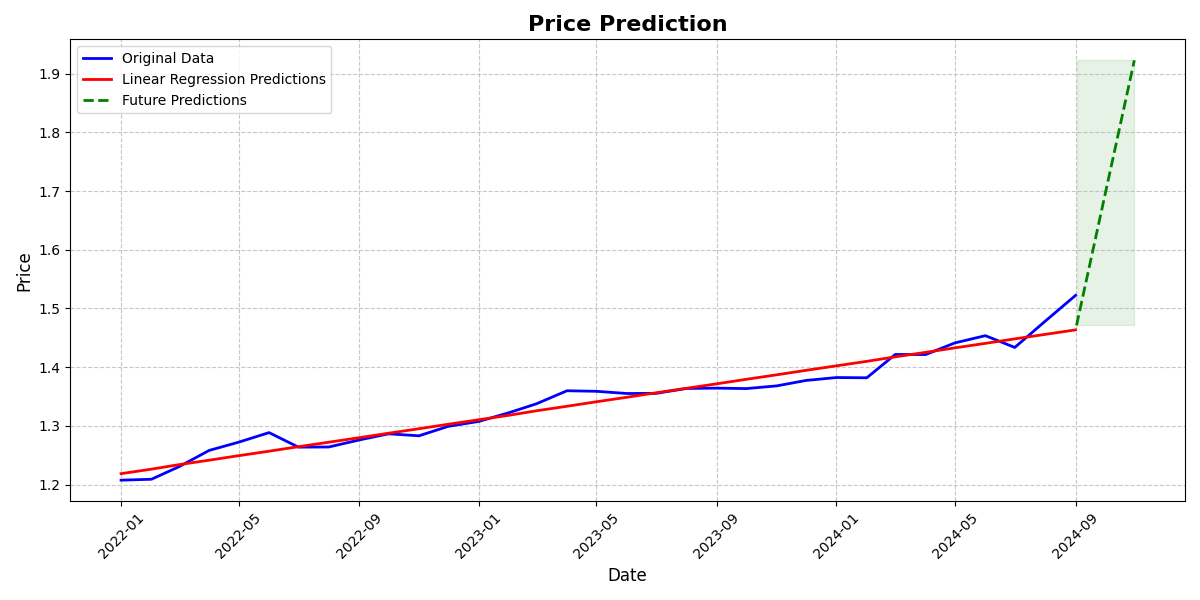 Price Prediction
Original Data
Linear Regression Predictions
Future Predictions
1.9
1.8
1.7
1.6
1.5
1.4
1.3
1.2
Price
2022-01
2022-05
2022-09
2023-01
2023-05
2023-09
2024-01
2024-05
2024-09
Date